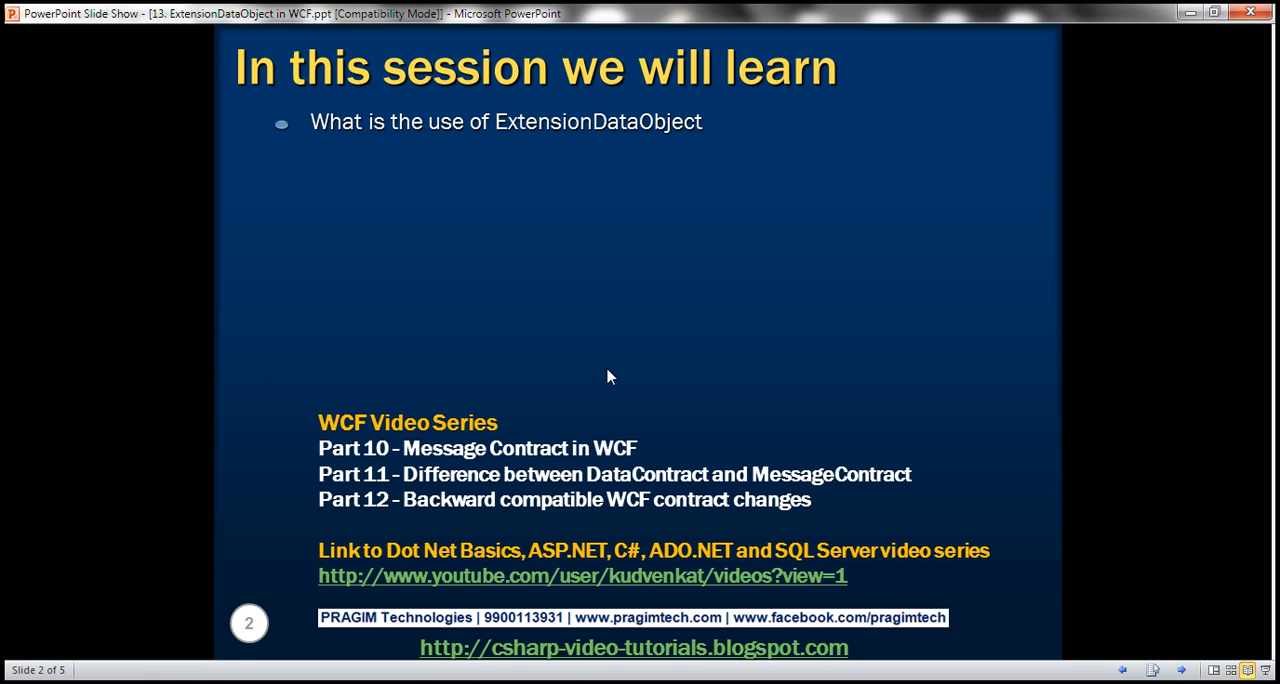 PowerPoint Slide Show - [13. ExtensionDataObject in WCF.ppt [Compatibility Mode]] - Microsoft PowerPoint
In this session we will learn
What is the use of ExtensionDataObject
WCF Video Series
Part 10 - Message Contract in WCF
Part 11 - Difference between DataContract and MessageContract
Part 12 - Backward compatible WCF contract changes
Link to Dot Net Basics, ASP.NET, C#, ADO.NET and SQL Server video series
http://www.youtube.com/user/kudvenkat/videos?view=1
2
PRAGIM Technologies | 9900113931 | www.pragimtech.com | www.facebook.com/pragimtech
http://csharp-video-tutorials.blogspot.com
Slide 2 of 5